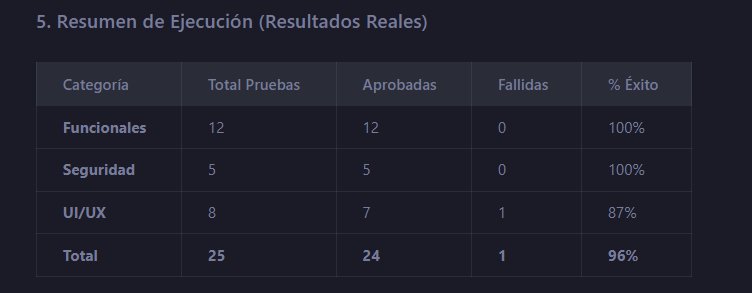 5. Resumen de Ejecución (Resultados Reales)
Categoría Total Pruebas Aprobadas Fallidas % Éxito
Funcionales 12 12 0 100%
Seguridad 5 5 0 100%
UI/UX 8 7 1 87%
Total 25 24 1 96%